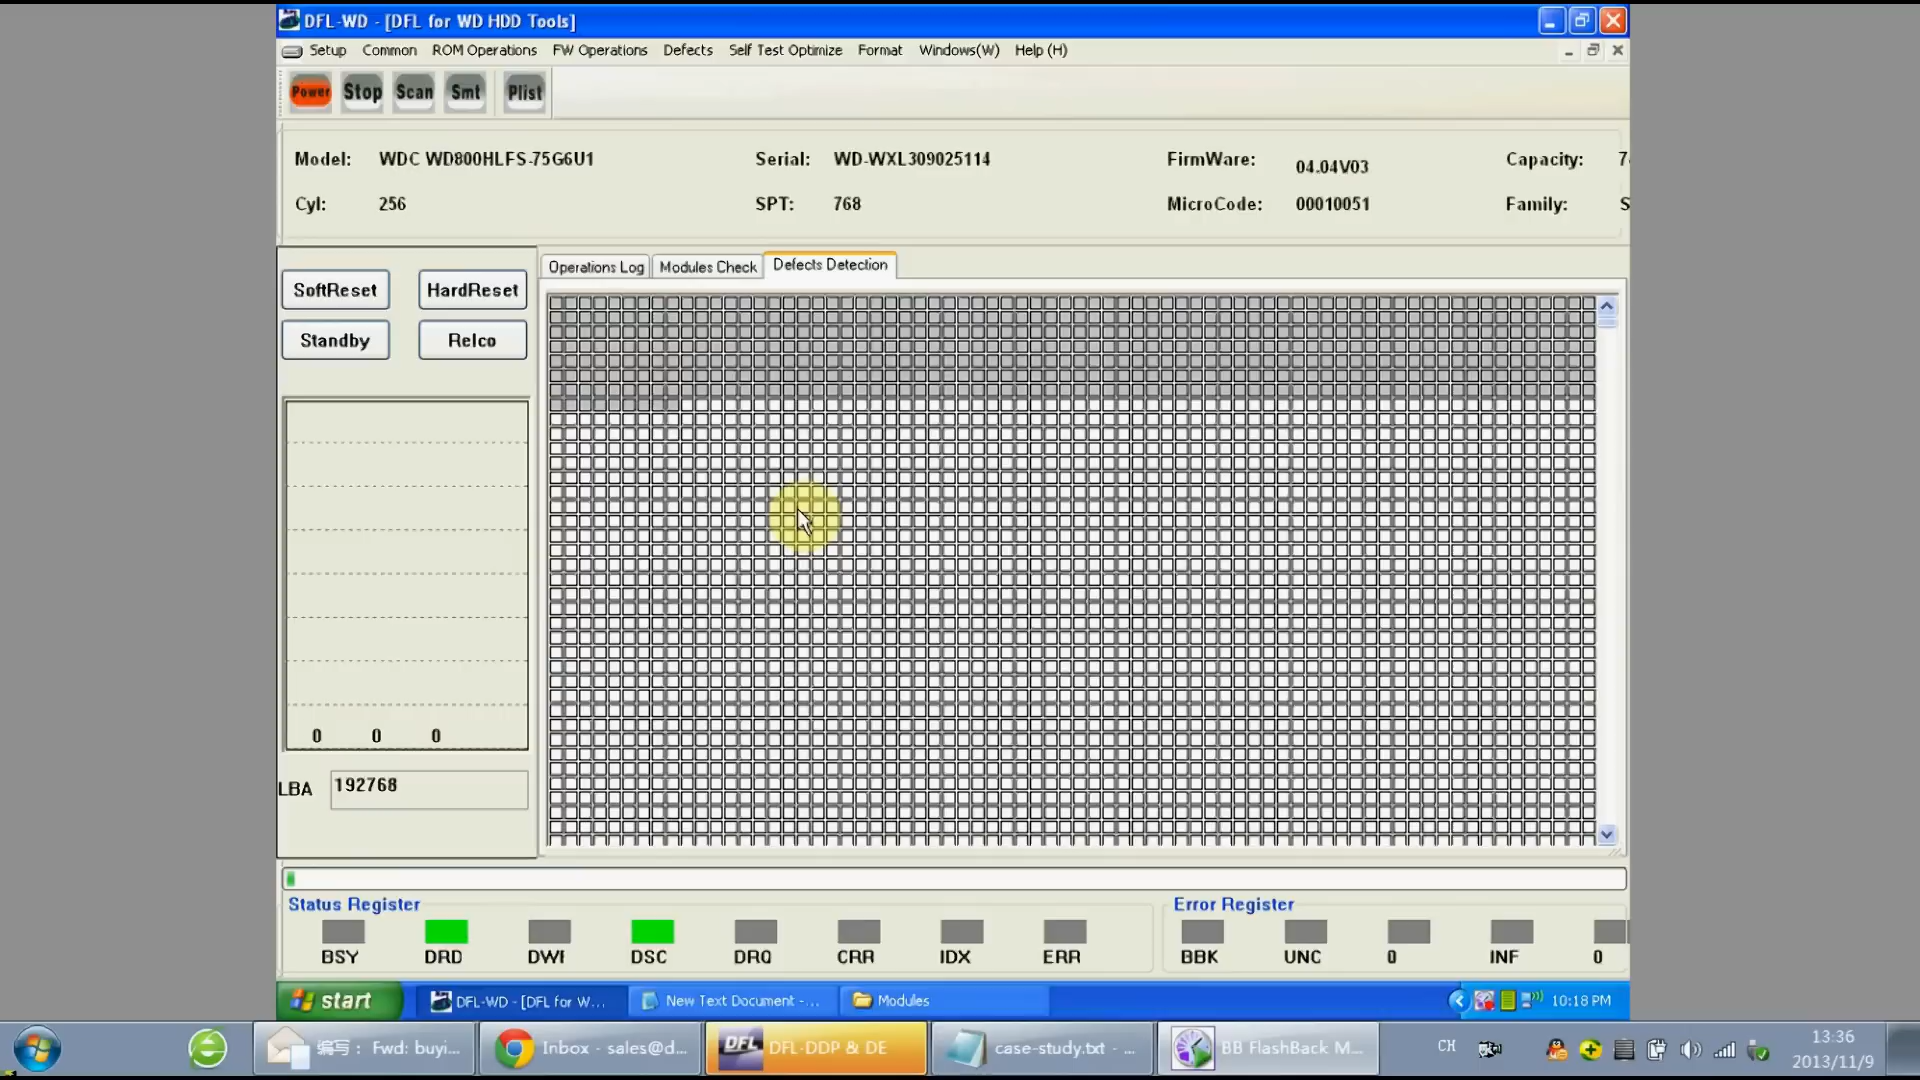 DFL-WD - [DFL for WD HDD Tools]
Setup Common ROM Operations FW Operations Defects Self Test Optimize Format Windows(W) Help (H)
Power Stop Scan Smt Plist
Model: WDC WD800HLFS-75G6U1 Serial: WD-WXL309025114 FirmWare: 04.04V03 Capacity: 7
Cyl: 256 SPT: 768 MicroCode: 00010051 Family: S
Operations Log Modules Check Defects Detection
SoftReset HardReset
Standby Relco
0 0 0
LBA 192768
Status Register Error Register
BSY DRD DWF DSC DRQ CRR IDX ERR BBK UNC 0 INF 0
start DFL-WD - [DFL for W... New Text Document - ... Modules 10:18 PM
编写： Fwd: buyi... Inbox - sales@d... DFL DFL-DDP & DE case-study.txt - ... BB FlashBack M... CH 13:36
2013/11/9